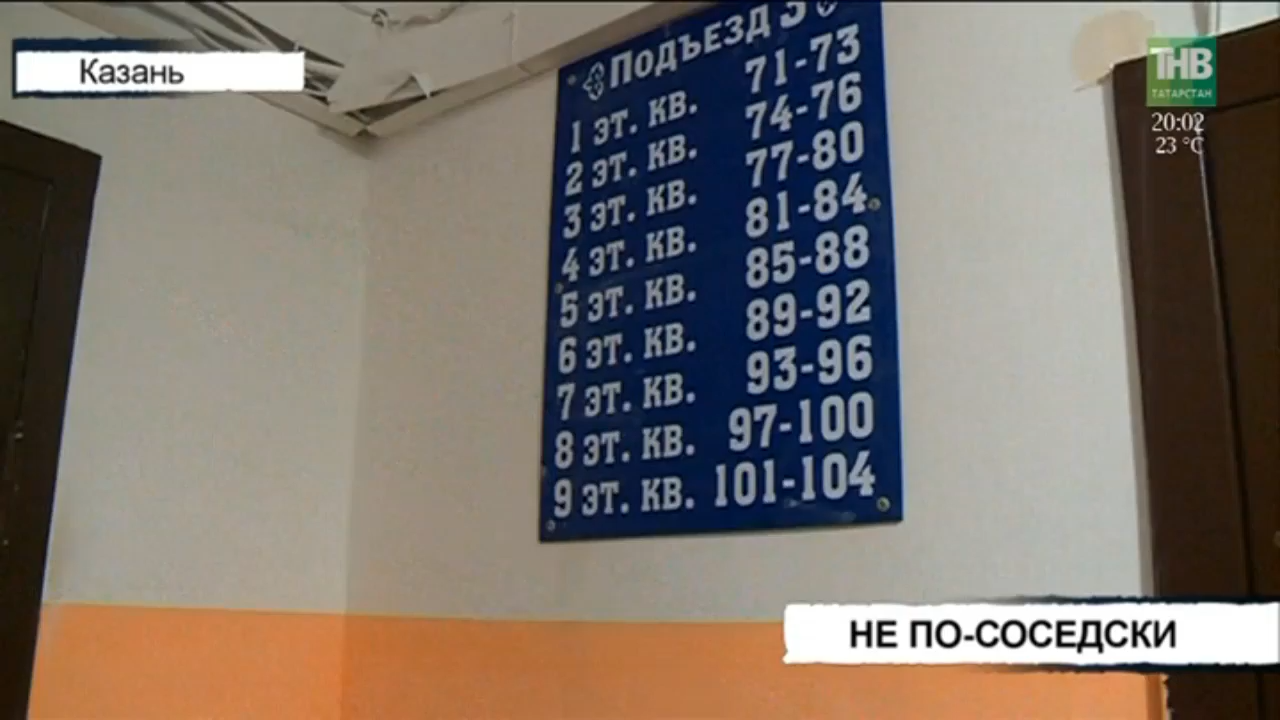 Казань
ТНВ
ТАТАРСТАН
20:02
23 °C
Подъезд 3
1 эт. кв. 71-73
2 эт. кв. 74-76
3 эт. кв. 77-80
4 эт. кв. 81-84
5 эт. кв. 85-88
6 эт. кв. 89-92
7 эт. кв. 93-96
8 эт. кв. 97-100
9 эт. кв. 101-104
НЕ ПО-СОСЕДСКИ